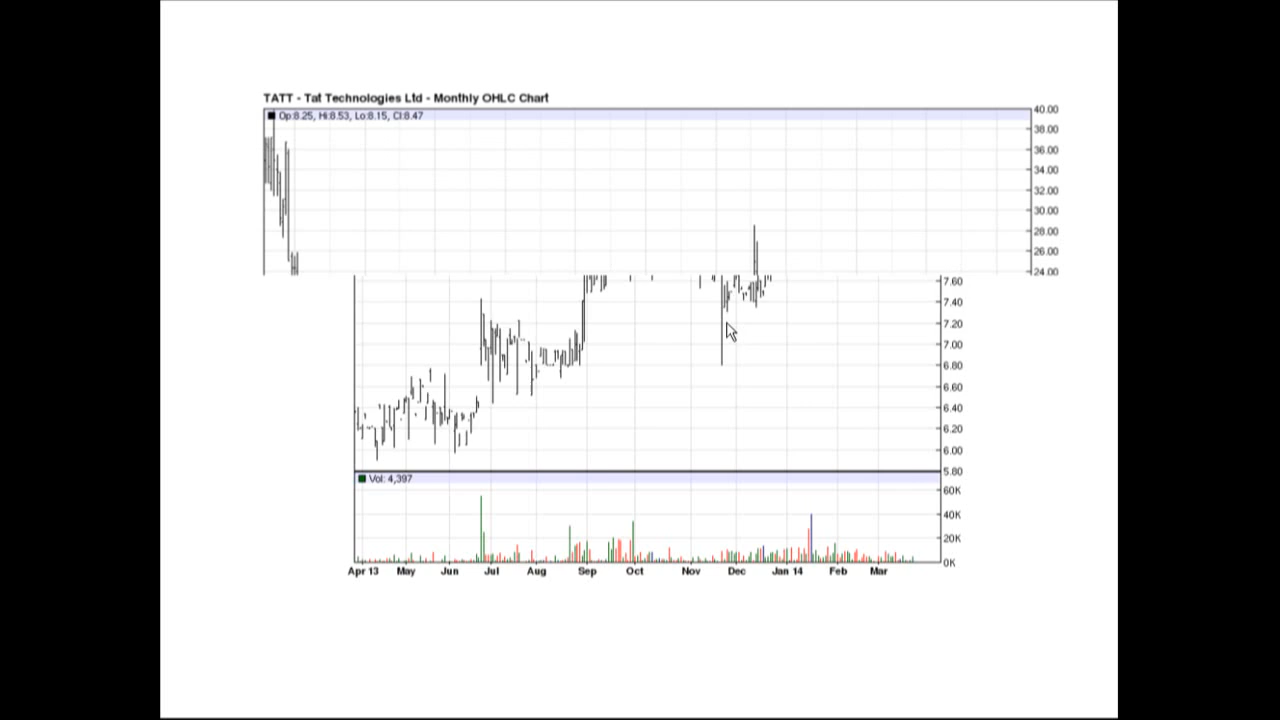 TATT - Tat Technologies Ltd - Monthly OHLC Chart
Op:8.25, Hi:8.53, Lo:8.15, Cl:8.47
40.00
38.00
36.00
34.00
32.00
30.00
28.00
26.00
24.00
7.60
7.40
7.20
7.00
6.80
6.60
6.40
6.20
6.00
5.80
Vol: 4,397
60K
40K
20K
0K
Apr 13 May Jun Jul Aug Sep Oct Nov Dec Jan 14 Feb Mar